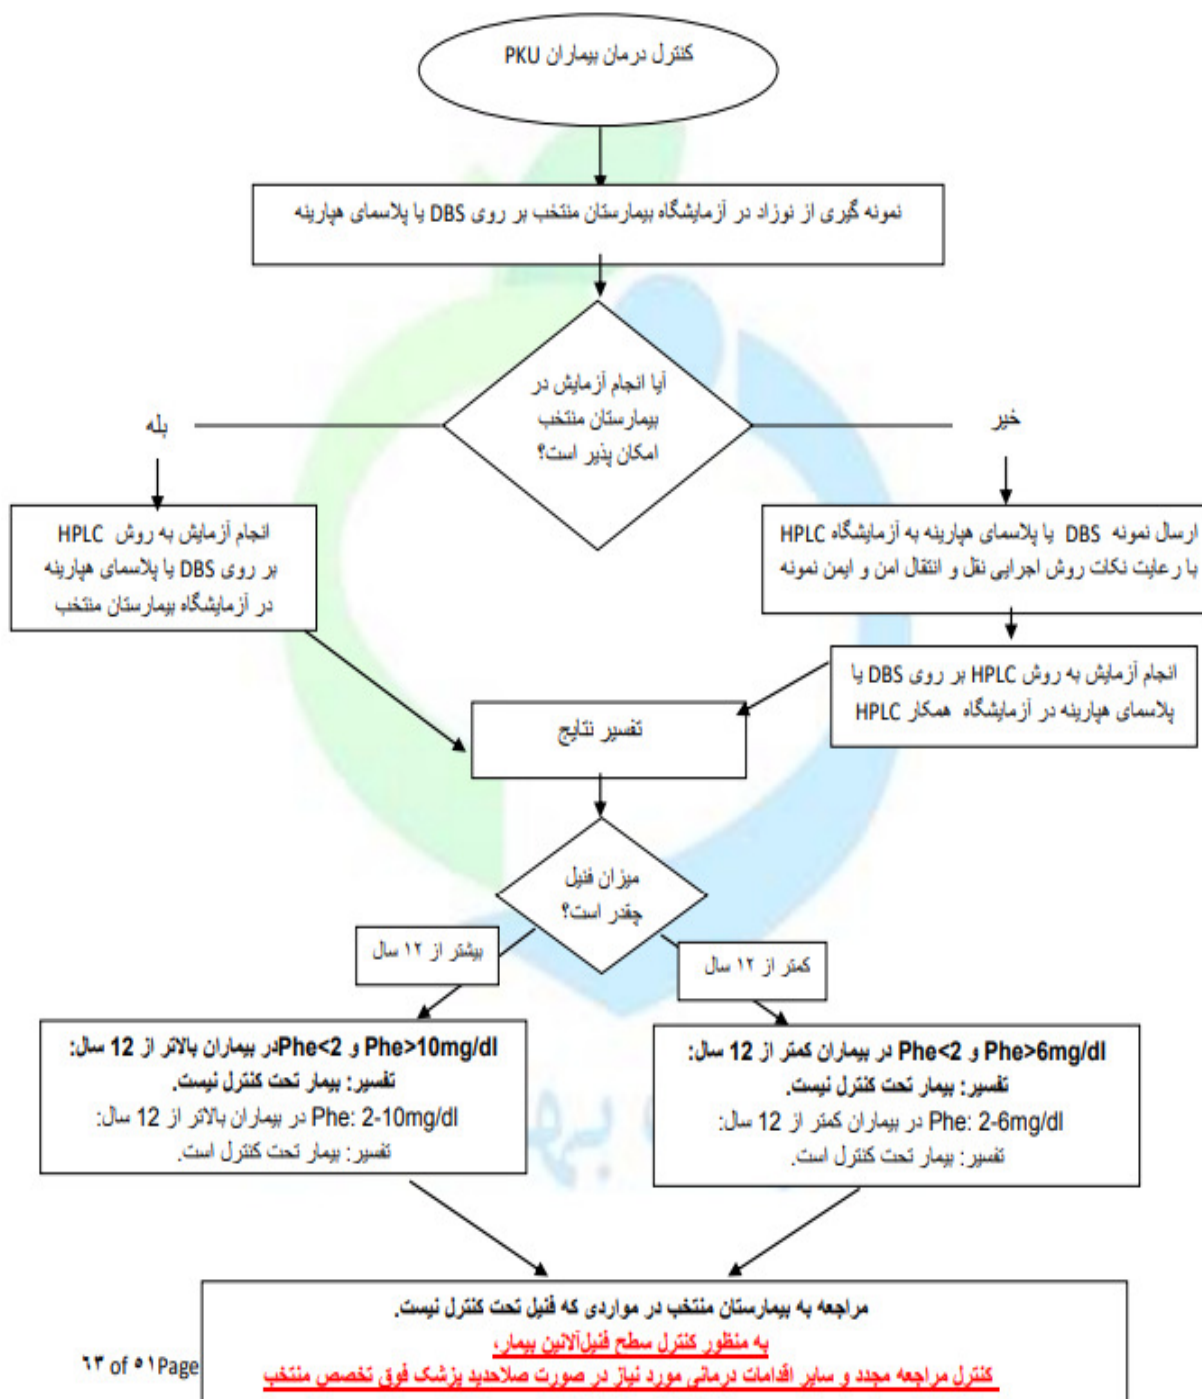 کنترل درمان بیماران PKU
نمونه گیری از نوزاد در آزمایشگاه بیمارستان منتخب بر روی DBS یا پلاسمای هپارینه
آیا انجام آزمایش در
بیمارستان منتخب
امکان پذیر است؟
خیر
بله
ارسال نمونه DBS یا پلاسمای هپارینه به آزمایشگاه HPLC
با رعایت نکات روش اجرایی نقل و انتقال امن و ایمن نمونه
انجام آزمایش به روش HPLC
بر روی DBS یا پلاسمای هپارینه
در آزمایشگاه بیمارستان منتخب
انجام آزمایش به روش HPLC بر روی DBS یا
پلاسمای هپارینه در آزمایشگاه همکار HPLC
تفسیر نتایج
میزان فنیل
چقدر است؟
کمتر از ۱۲ سال
بیشتر از ۱۲ سال
Phe>6mg/dl و Phe<2 در بیماران کمتر از 12 سال:
تفسیر: بیمار تحت کنترل نیست.
Phe: 2-6mg/dl در بیماران کمتر از 12 سال:
تفسیر: بیمار تحت کنترل است.
Phe>10mg/dl و Phe<2در بیماران بالاتر از 12 سال:
تفسیر: بیمار تحت کنترل نیست.
Phe: 2-10mg/dl در بیماران بالاتر از 12 سال:
تفسیر: بیمار تحت کنترل است.
مراجعه به بیمارستان منتخب در مواردی که فنیل تحت کنترل نیست.
به منظور کنترل سطح فنیل‌آلانین بیمار،
کنترل مراجعه مجدد و سایر اقدامات درمانی مورد نیاز در صورت صلاحدید پزشک فوق تخصص منتخب
۶۳ of ۵۱Page